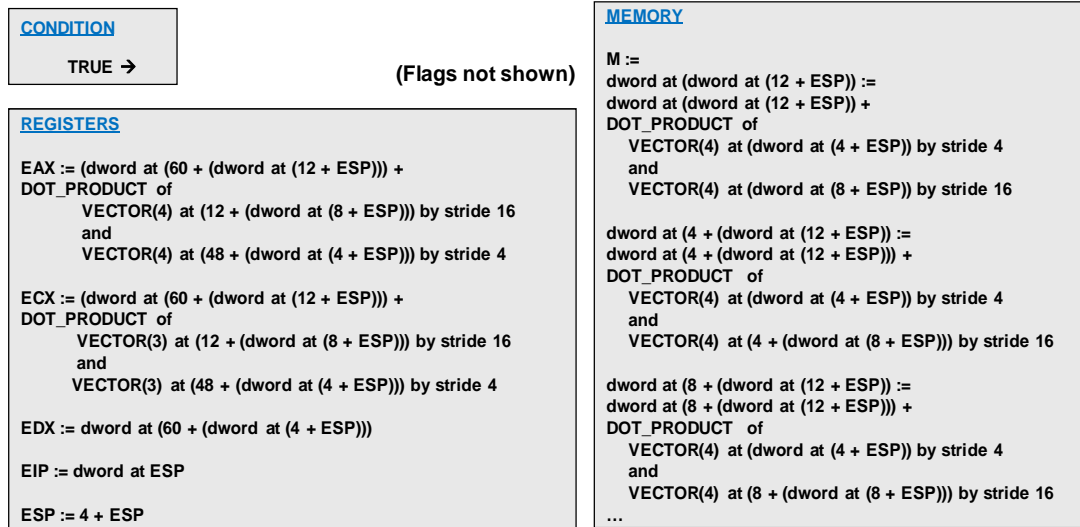 CONDITION
TRUE →
(Flags not shown)
REGISTERS
EAX := (dword at (60 + (dword at (12 + ESP))) +
DOT_PRODUCT of
VECTOR(4) at (12 + (dword at (8 + ESP))) by stride 16
and
VECTOR(4) at (48 + (dword at (4 + ESP))) by stride 4
ECX := (dword at (60 + (dword at (12 + ESP))) +
DOT_PRODUCT of
VECTOR(3) at (12 + (dword at (8 + ESP))) by stride 16
and
VECTOR(3) at (48 + (dword at (4 + ESP))) by stride 4
EDX := dword at (60 + (dword at (4 + ESP)))
EIP := dword at ESP
ESP := 4 + ESP
MEMORY
M :=
dword at (dword at (12 + ESP)) :=
dword at (dword at (12 + ESP)) +
DOT_PRODUCT of
VECTOR(4) at (dword at (4 + ESP)) by stride 4
and
VECTOR(4) at (dword at (8 + ESP)) by stride 16
dword at (4 + (dword at (12 + ESP)) :=
dword at (4 + (dword at (12 + ESP))) +
DOT_PRODUCT of
VECTOR(4) at (dword at (4 + ESP)) by stride 4
and
VECTOR(4) at (4 + (dword at (8 + ESP))) by stride 16
dword at (8 + (dword at (12 + ESP)) :=
dword at (8 + (dword at (12 + ESP))) +
DOT_PRODUCT of
VECTOR(4) at (dword at (4 + ESP)) by stride 4
and
VECTOR(4) at (8 + (dword at (8 + ESP))) by stride 16
…